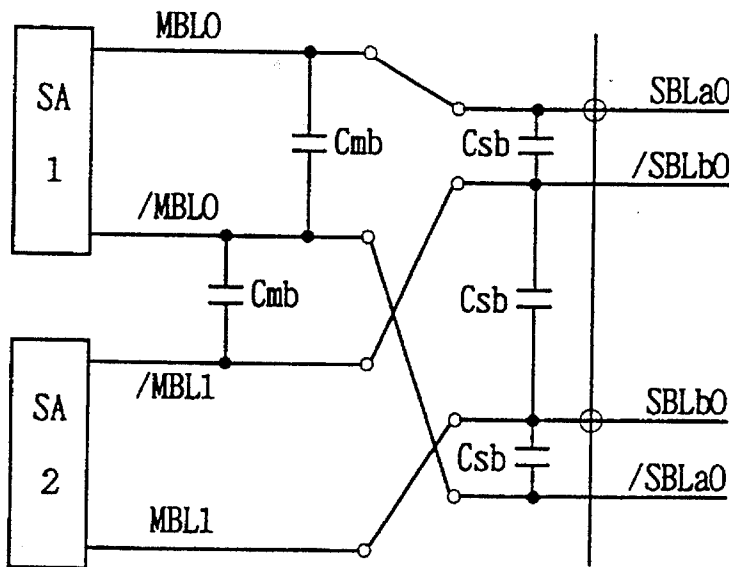 MBL0
SA
1
Cmb
SBLa0
Csb
/SBLb0
/MBL0
Cmb
Csb
SA
2
/MBL1
SBLb0
Csb
/SBLa0
MBL1